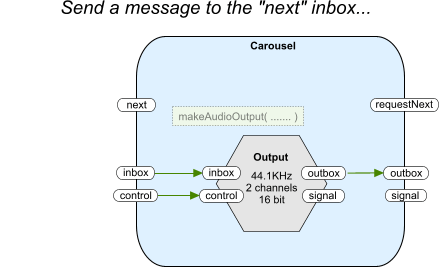 Send a message to the "next" inbox...
Carousel
next
requestNext
makeAudioOutput( ....... )
Output
inbox
inbox
44.1KHz
outbox
outbox
2 channels
control
control
16 bit
signal
signal